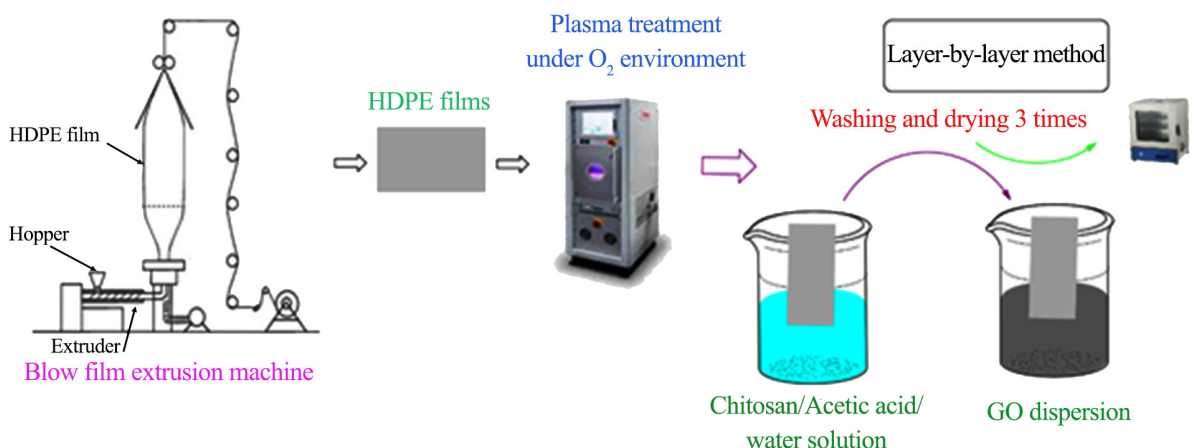 HDPE film
Hopper
Extruder
Blow film extrusion machine
HDPE films
Plasma treatment
under O₂ environment
Layer-by-layer method
Washing and drying 3 times
Chitosan/Acetic acid/
water solution
GO dispersion